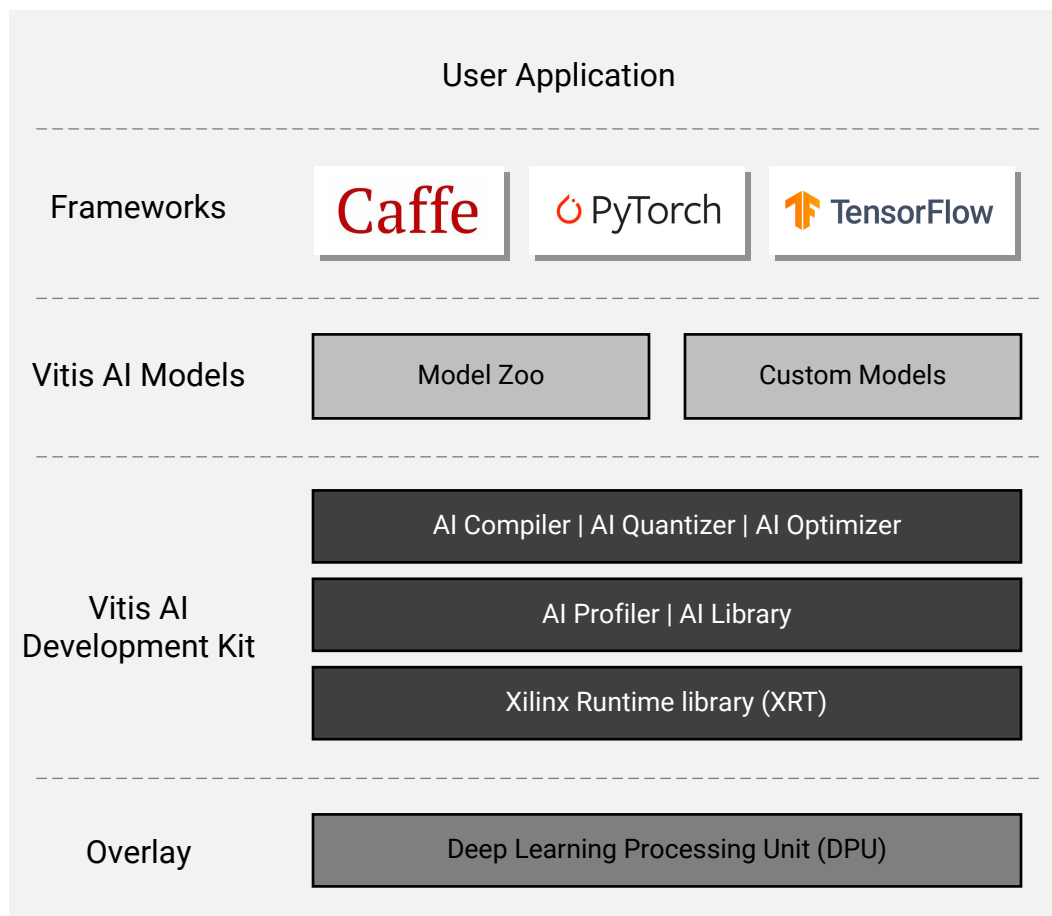 User Application
Frameworks
Caffe
PyTorch
TensorFlow
Vitis AI Models
Model Zoo
Custom Models
Vitis AI
Development Kit
AI Compiler | AI Quantizer | AI Optimizer
AI Profiler | AI Library
Xilinx Runtime library (XRT)
Overlay
Deep Learning Processing Unit (DPU)